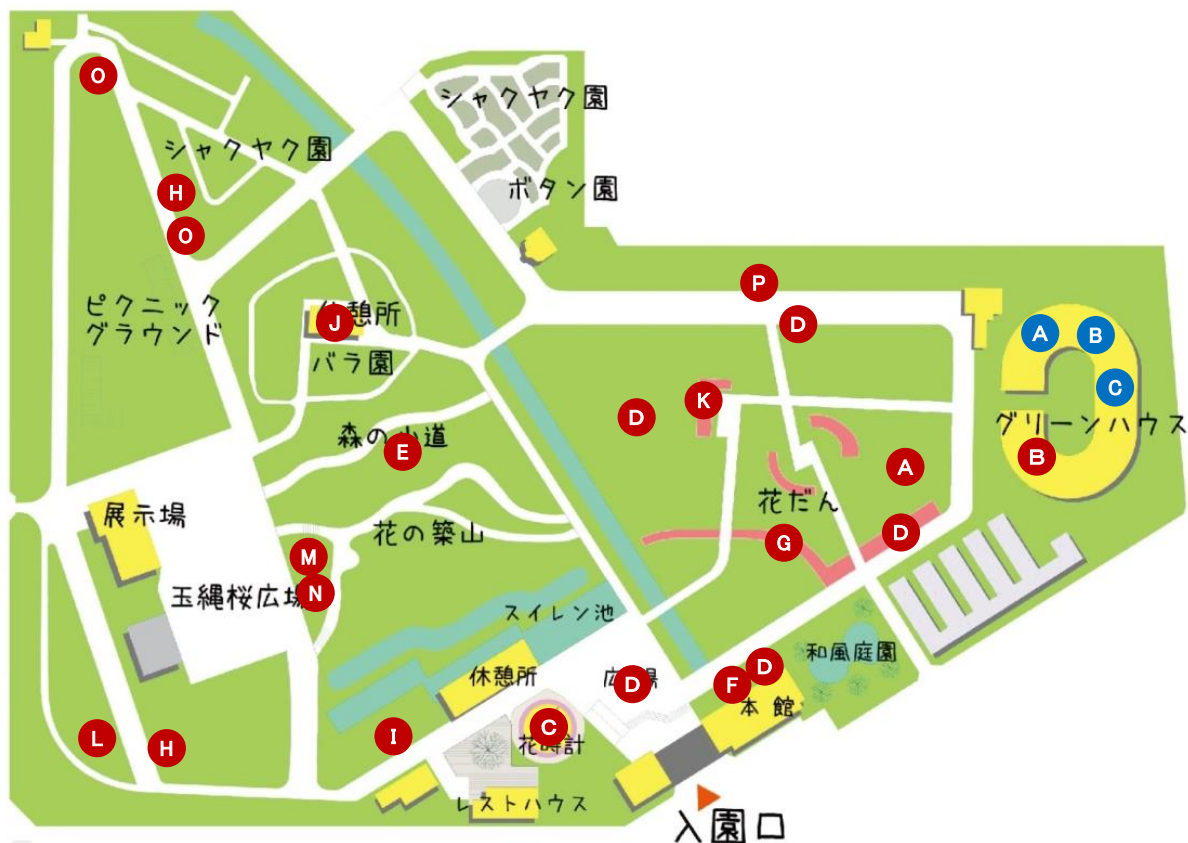 O
シャクヤク園
シャクヤク園
H
ボタン園
O
P
ピクニック
グラウンド
休憩所
J
D
バラ園
A
B
C
K
D
グリーンハウス
森の小道
E
A
B
展示場
花の築山
花だん
D
G
M
玉縄桜広場
N
スイレン池
和風庭園
休憩所
広場
D
F
D
本館
L
H
I
C
花時計
レストハウス
入園口